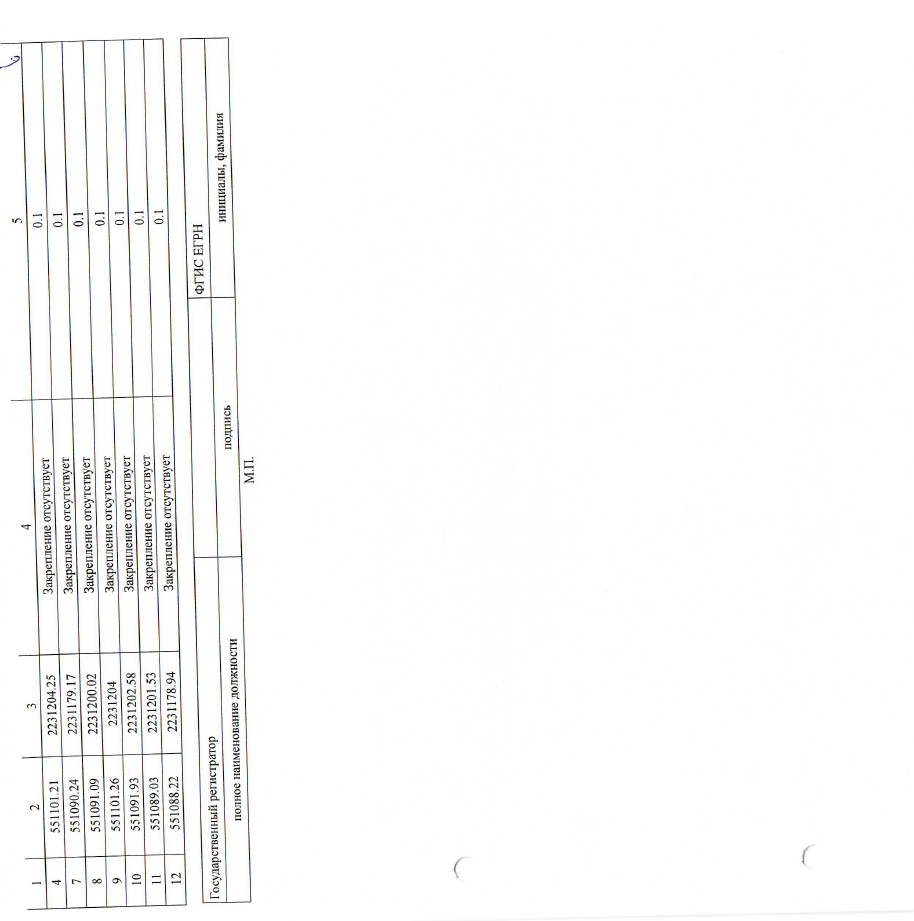 1 2 3 4 5
4 551101.21 2231204.25 Закрепление отсутствует 0.1
7 551090.24 2231179.17 Закрепление отсутствует 0.1
8 551091.09 2231200.02 Закрепление отсутствует 0.1
9 551101.26 2231204 Закрепление отсутствует 0.1
10 551091.93 2231202.58 Закрепление отсутствует 0.1
11 551089.03 2231201.53 Закрепление отсутствует 0.1
12 551088.22 2231178.94 Закрепление отсутствует 0.1
Государственный регистратор ФГИС ЕГРН
полное наименование должности подпись инициалы, фамилия
М.П.